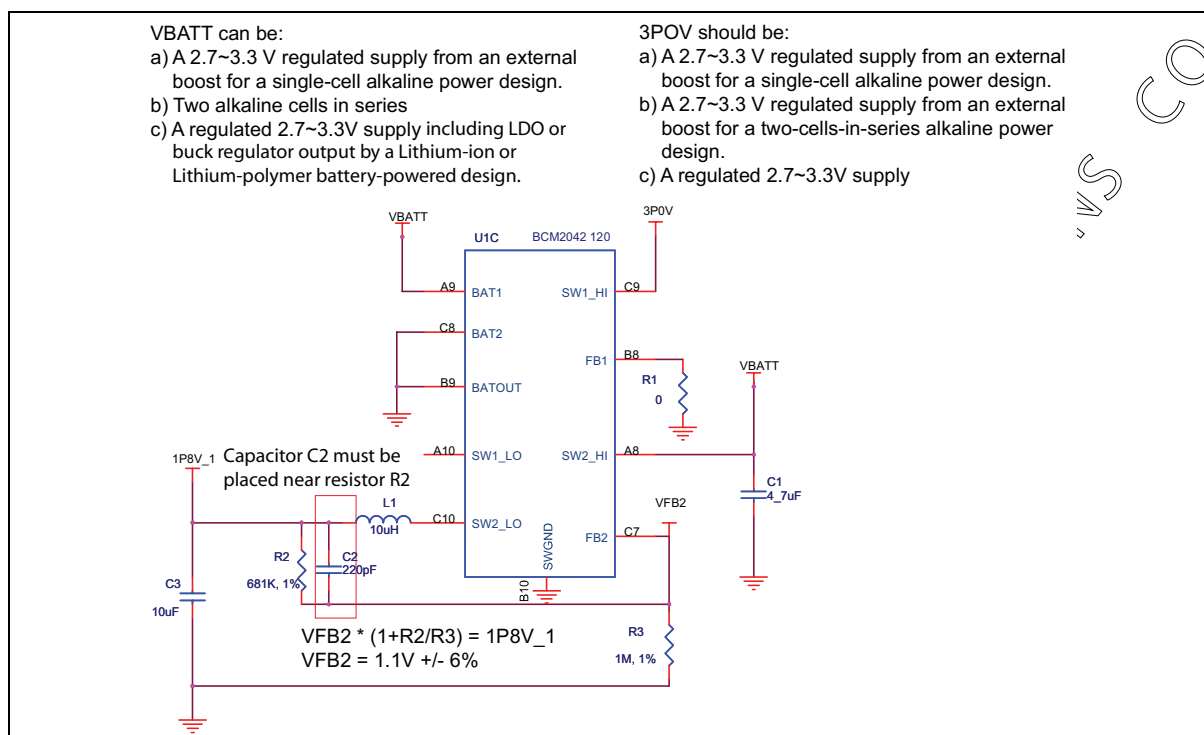 VBATT can be:
a) A 2.7~3.3 V regulated supply from an external
boost for a single-cell alkaline power design.
b) Two alkaline cells in series
c) A regulated 2.7~3.3V supply including LDO or
buck regulator output by a Lithium-ion or
Lithium-polymer battery-powered design.
3POV should be:
a) A 2.7~3.3 V regulated supply from an external
boost for a single-cell alkaline power design.
b) A 2.7~3.3 V regulated supply from an external
boost for a two-cells-in-series alkaline power
design.
c) A regulated 2.7~3.3V supply
VBATT
3P0V
U1C
BCM2042 120
A9
BAT1
SW1_HI
C9
C8
BAT2
FB1
B8
B9
BATOUT
R1
0
VBATT
A10
SW1_LO
SW2_HI
A8
1P8V_1
Capacitor C2 must be
placed near resistor R2
C1
4_7uF
L1
10uH
C10
SW2_LO
VFB2
FB2
C7
SWGND
B10
R2
681K, 1%
C2
220pF
C3
10uF
VFB2 * (1+R2/R3) = 1P8V_1
VFB2 = 1.1V +/- 6%
R3
1M, 1%
CO